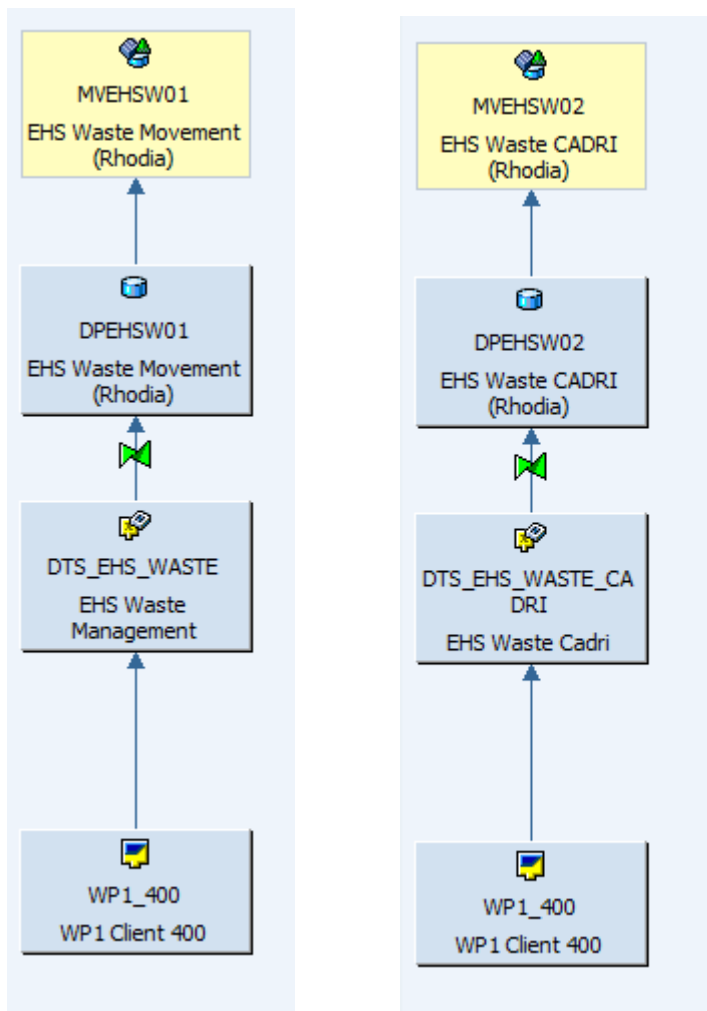 MVEHSW01
EHS Waste Movement
(Rhodia)
DPEHSW01
EHS Waste Movement
(Rhodia)
DTS_EHS_WASTE
EHS Waste
Management
WP1_400
WP1 Client 400
MVEHSW02
EHS Waste CADRI
(Rhodia)
DPEHSW02
EHS Waste CADRI
(Rhodia)
DTS_EHS_WASTE_CA
DRI
EHS Waste Cadri
WP1_400
WP1 Client 400